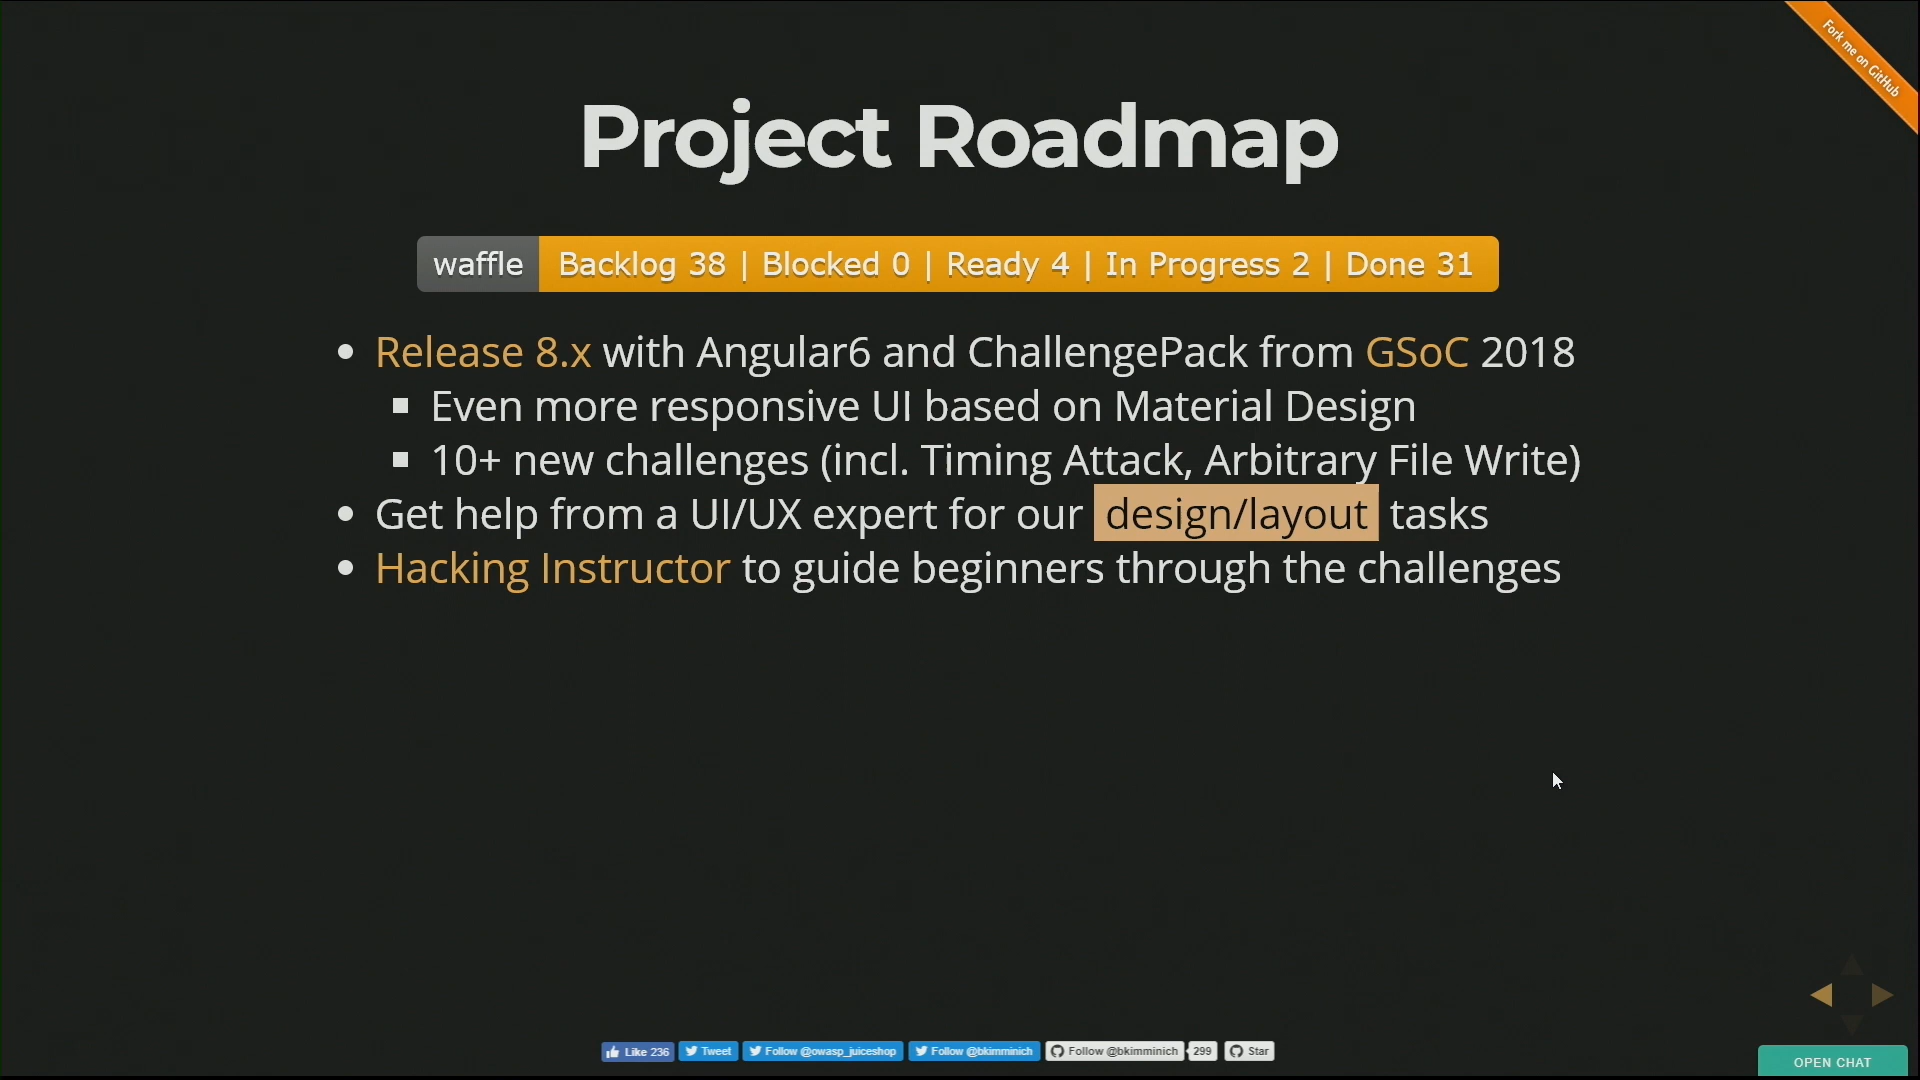 Fork me on GitHub
Project Roadmap
waffle Backlog 38 | Blocked 0 | Ready 4 | In Progress 2 | Done 31
• Release 8.x with Angular6 and ChallengePack from GSoC 2018
▪ Even more responsive UI based on Material Design
▪ 10+ new challenges (incl. Timing Attack, Arbitrary File Write)
• Get help from a UI/UX expert for our design/layout tasks
• Hacking Instructor to guide beginners through the challenges
Like 236 Tweet Follow @owasp_juiceshop Follow @bkimminich Follow @bkimminich 299 Star
OPEN CHAT